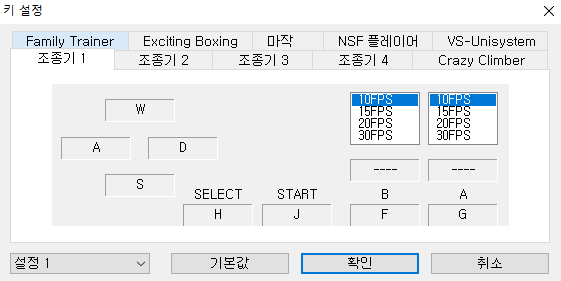 키 설정
Family Trainer Exciting Boxing 마작 NSF 플레이어 VS-Unisystem
조종기 1 조종기 2 조종기 3 조종기 4 Crazy Climber
W
A D
S
10FPS 10FPS
15FPS 15FPS
20FPS 20FPS
30FPS 30FPS
---- ----
SELECT START B A
H J F G
설정 1 기본값 확인 취소